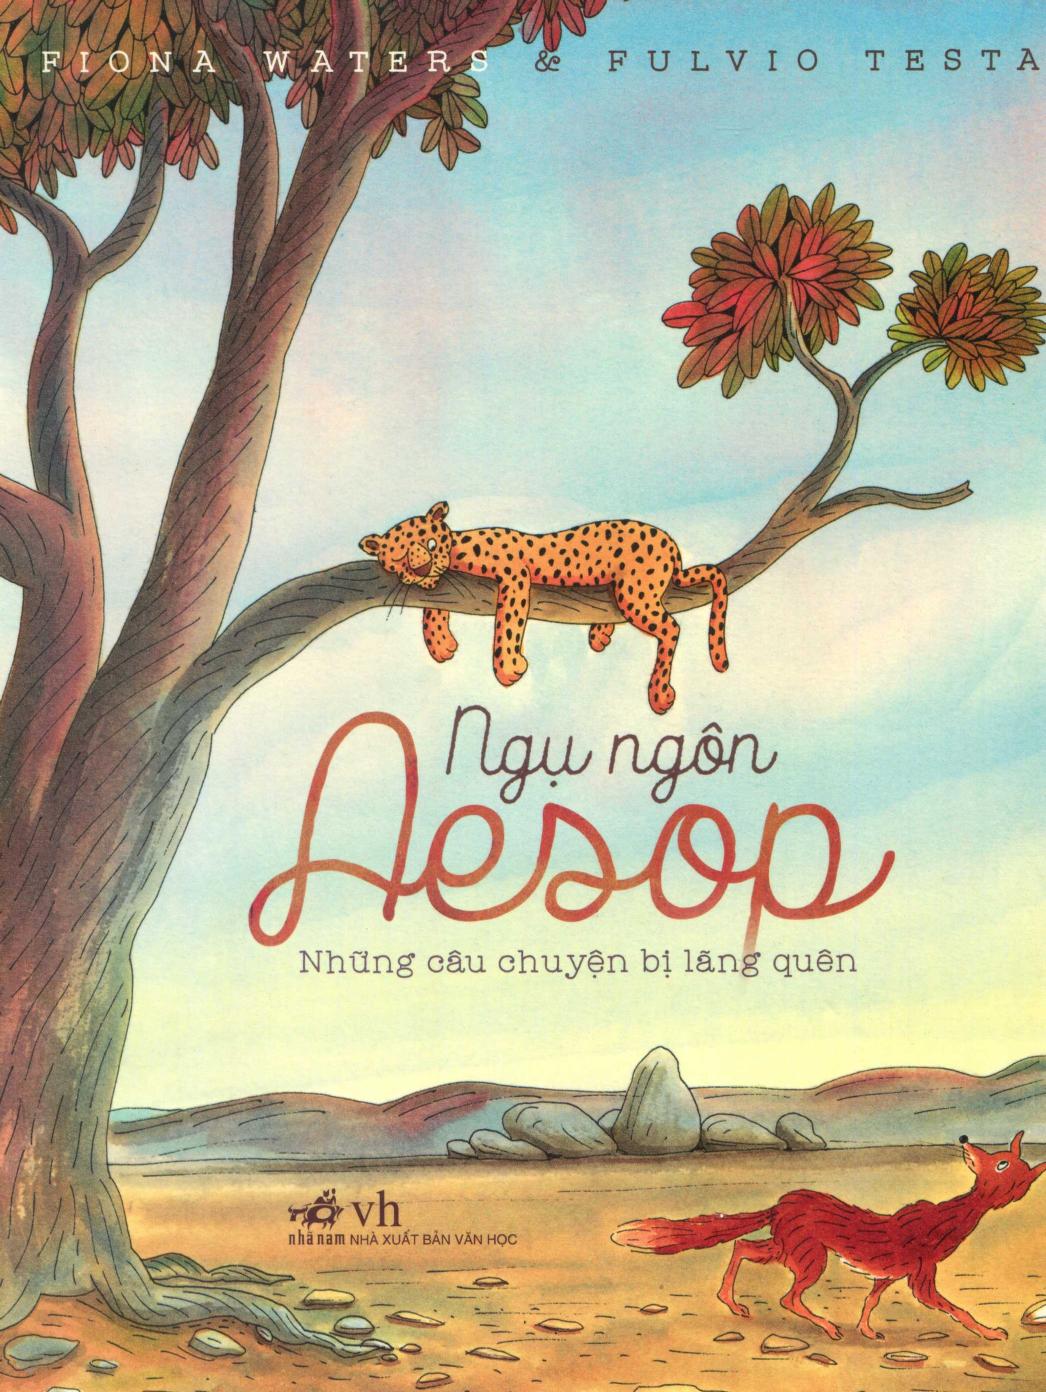 FIONA WATERS & FULVIO TESTA
Ngụ ngôn
Aesop
Những câu chuyện bị lãng quên
vh
nhã nam NHÀ XUẤT BẢN VĂN HỌC